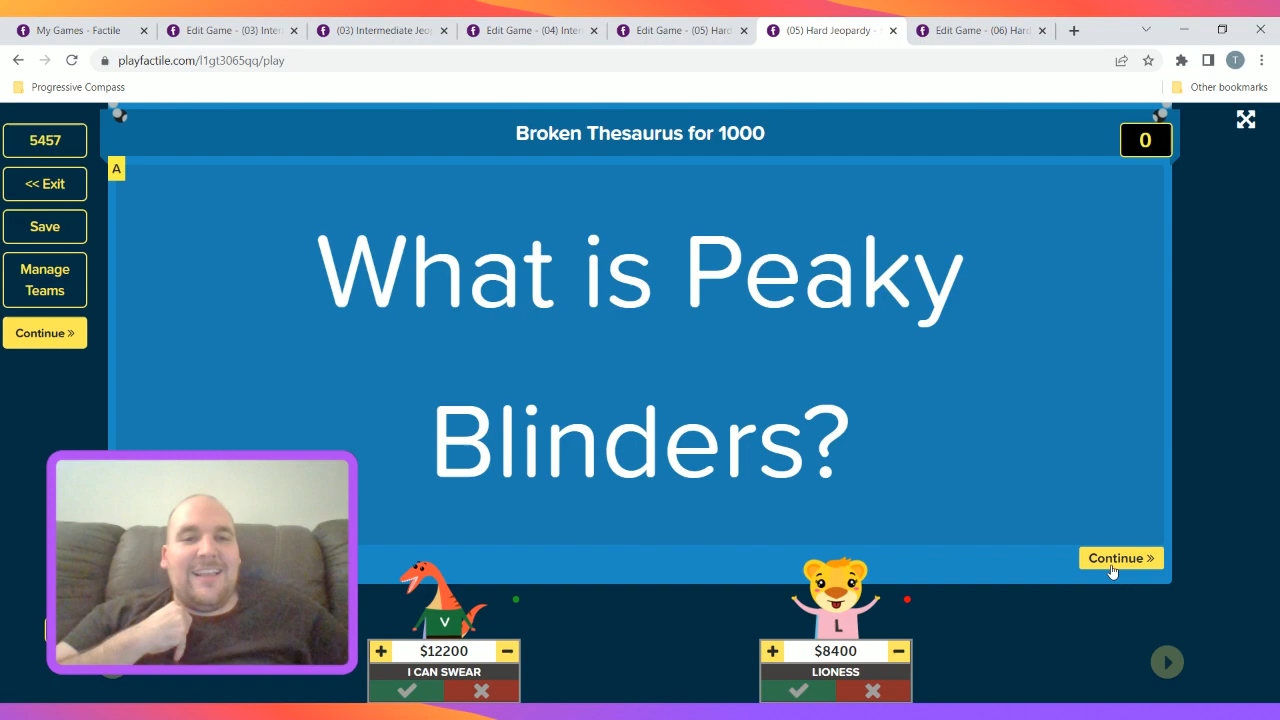 My Games - Factile
Edit Game - (03) Inter
(03) Intermediate Jeop
Edit Game - (04) Inter
Edit Game - (05) Hard
(05) Hard Jeopardy -
Edit Game - (06) Hard
playfactile.com/l1gt3065qq/play
T
Progressive Compass
Other bookmarks
5457
<< Exit
Save
Manage
Teams
Continue »
Broken Thesaurus for 1000
0
A
What is Peaky
Blinders?
Continue »
V
L
+ $12200 −
+ $8400 −
I CAN SWEAR
LIONESS